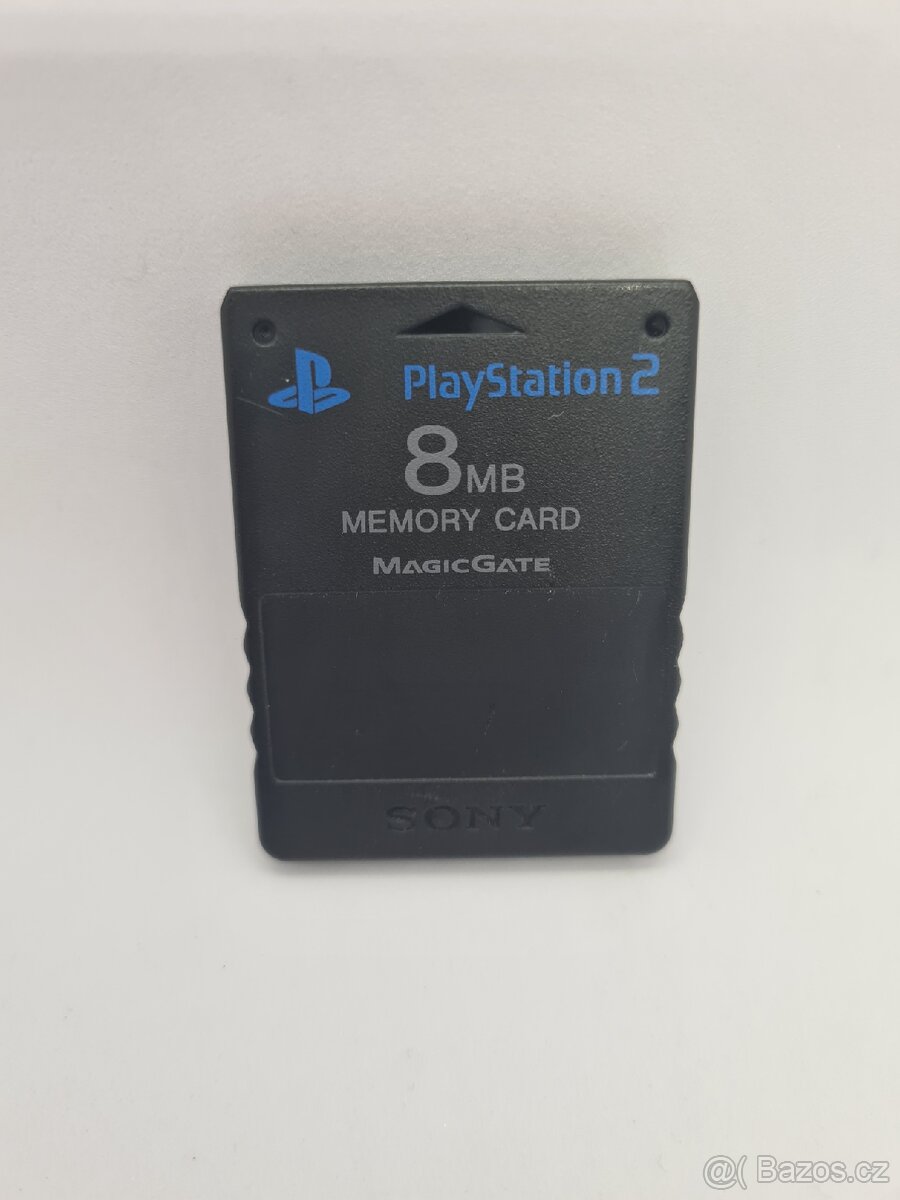 PlayStation 2
8MB
MEMORY CARD
MAGICGATE
SONY
@( Bazos.cz